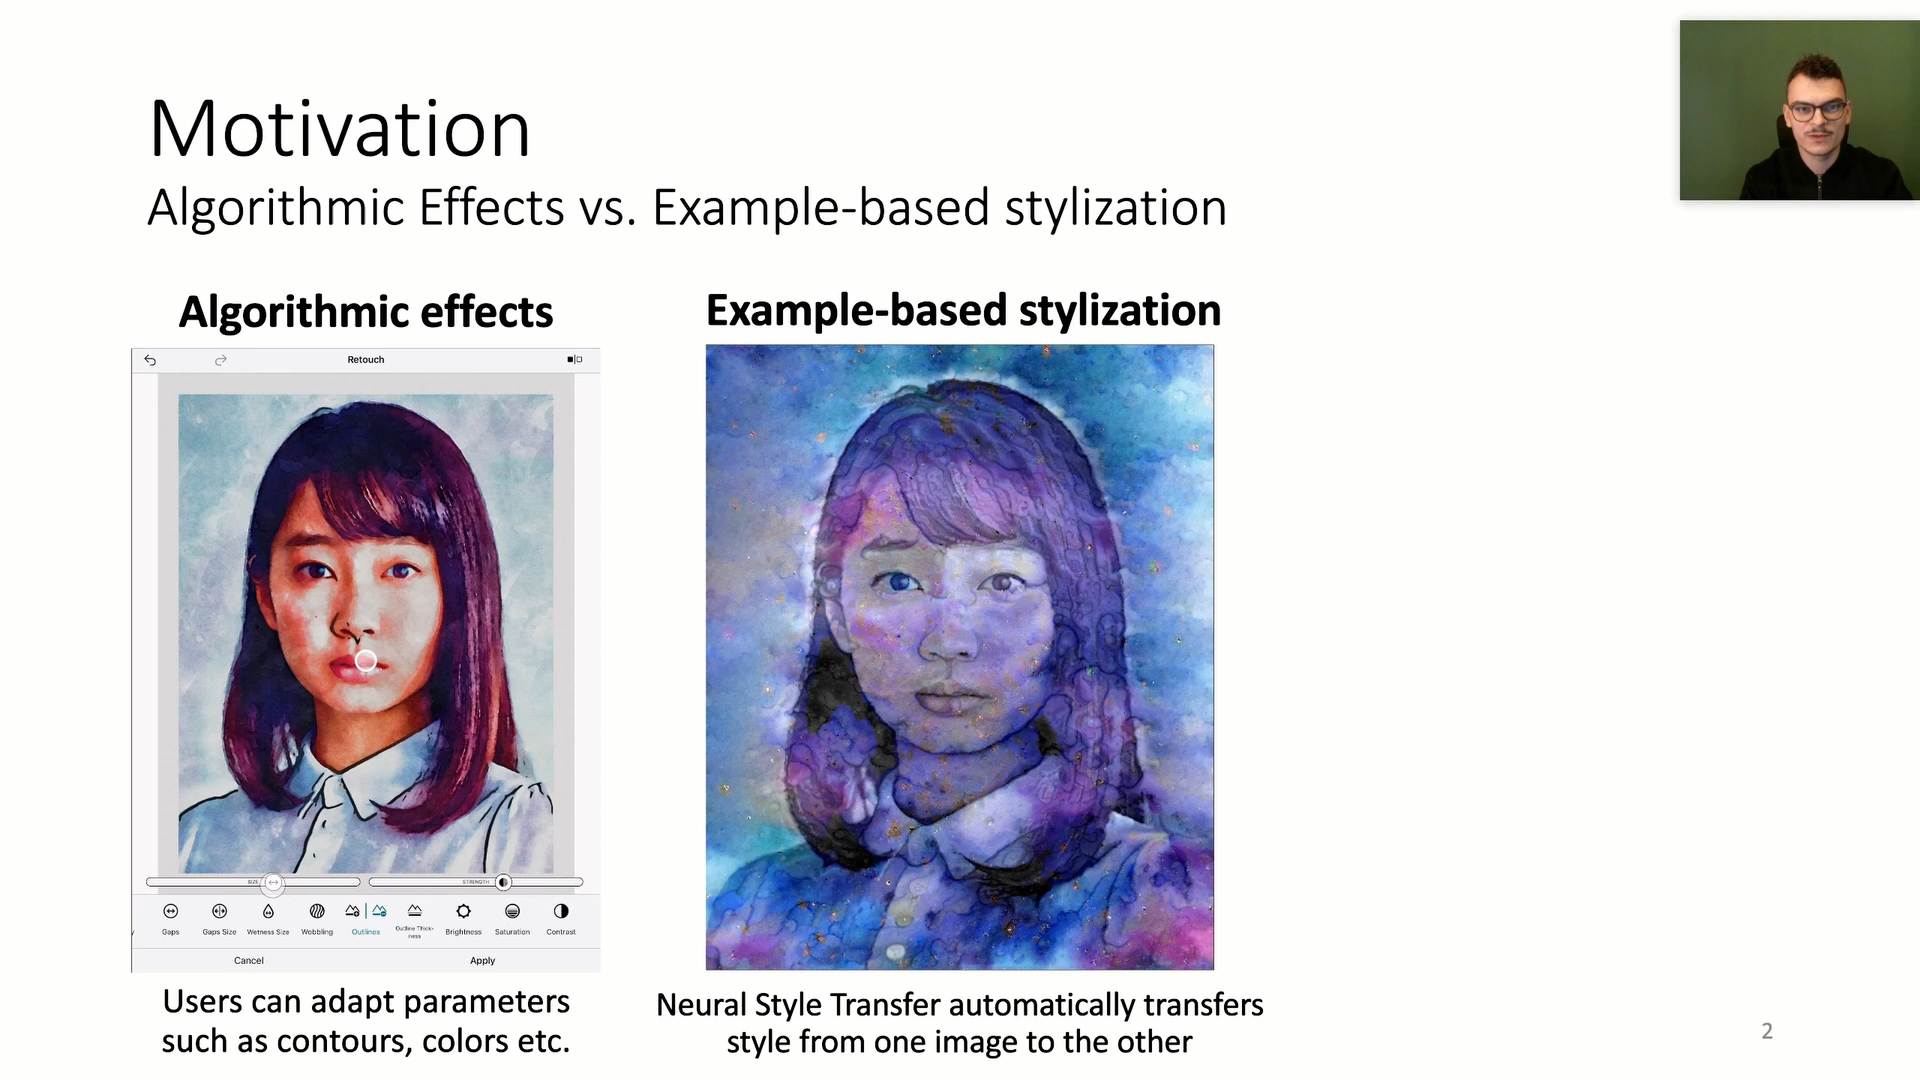 Motivation
Algorithmic Effects vs. Example-based stylization
Algorithmic effects
Retouch
SIZE
STRENGTH
Gaps
Gaps Size
Wetness Size
Wobbling
Outlines
Outline Thick-
ness
Brightness
Saturation
Contrast
Cancel
Apply
Users can adapt parameters
such as contours, colors etc.
Example-based stylization
Neural Style Transfer automatically transfers
style from one image to the other
2